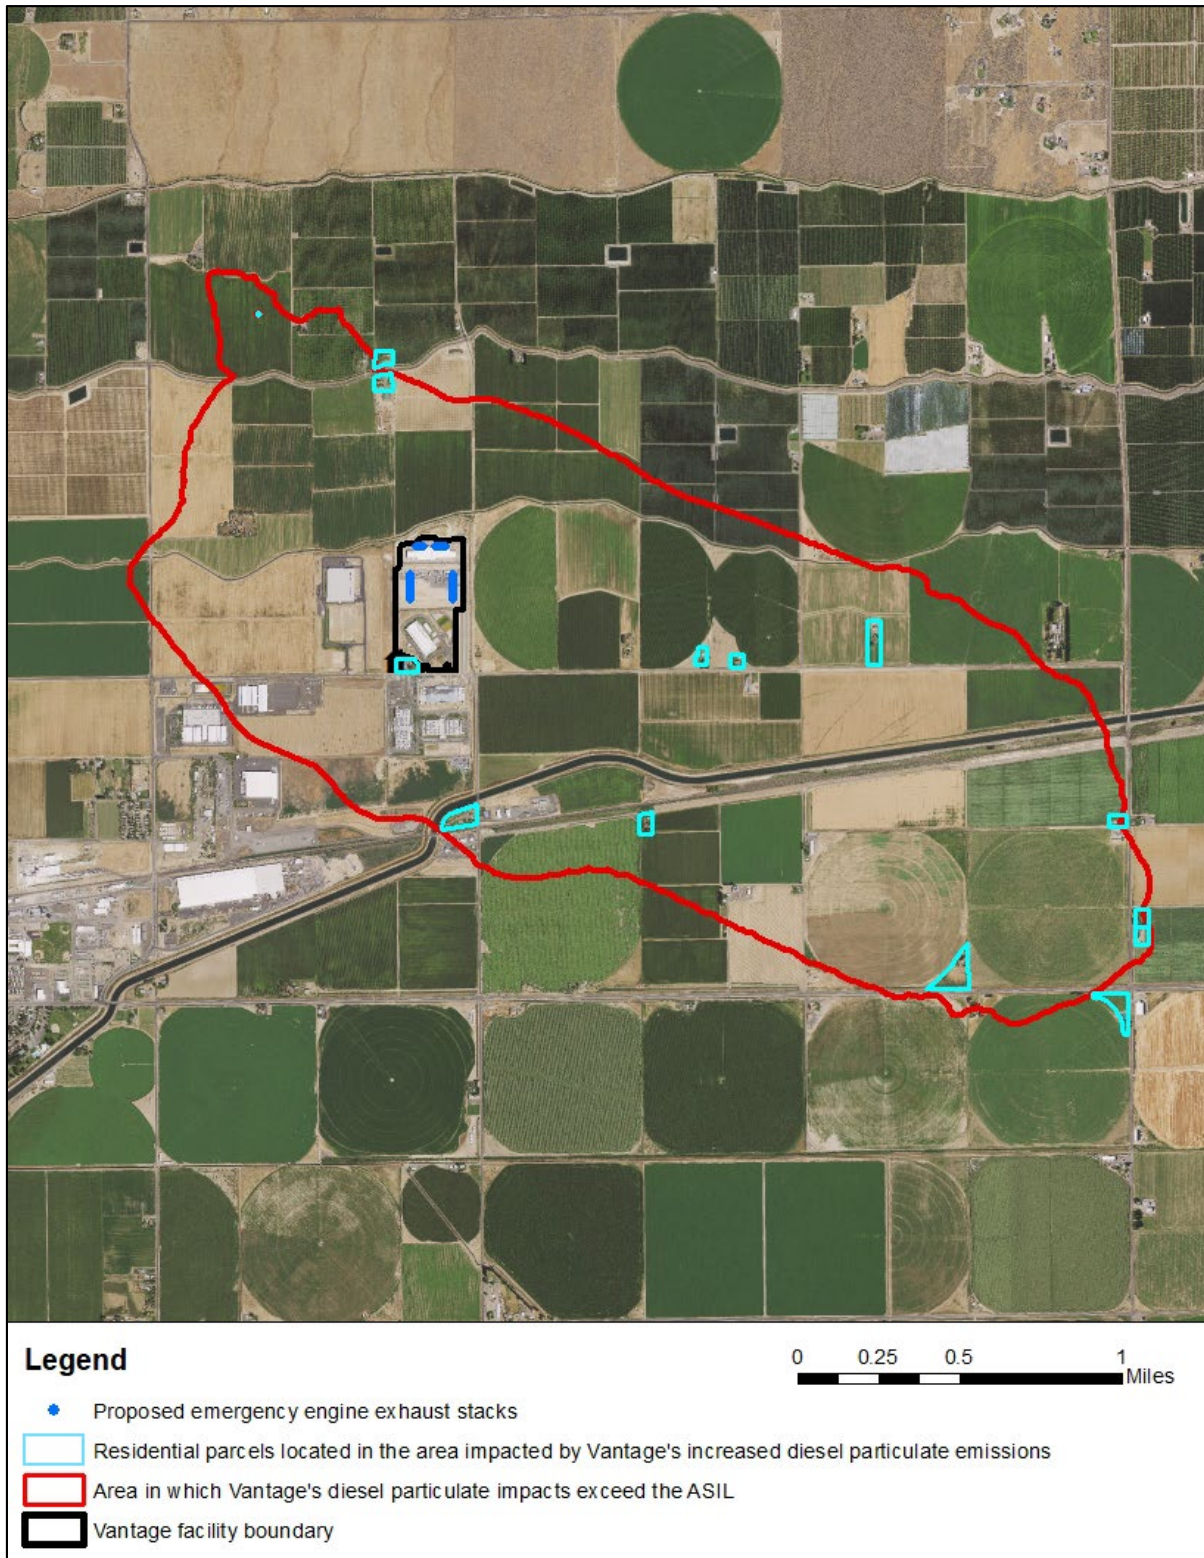 Legend
0 0.25 0.5 1
Miles
Proposed emergency engine exhaust stacks
Residential parcels located in the area impacted by Vantage's increased diesel particulate emissions
Area in which Vantage's diesel particulate impacts exceed the ASIL
Vantage facility boundary